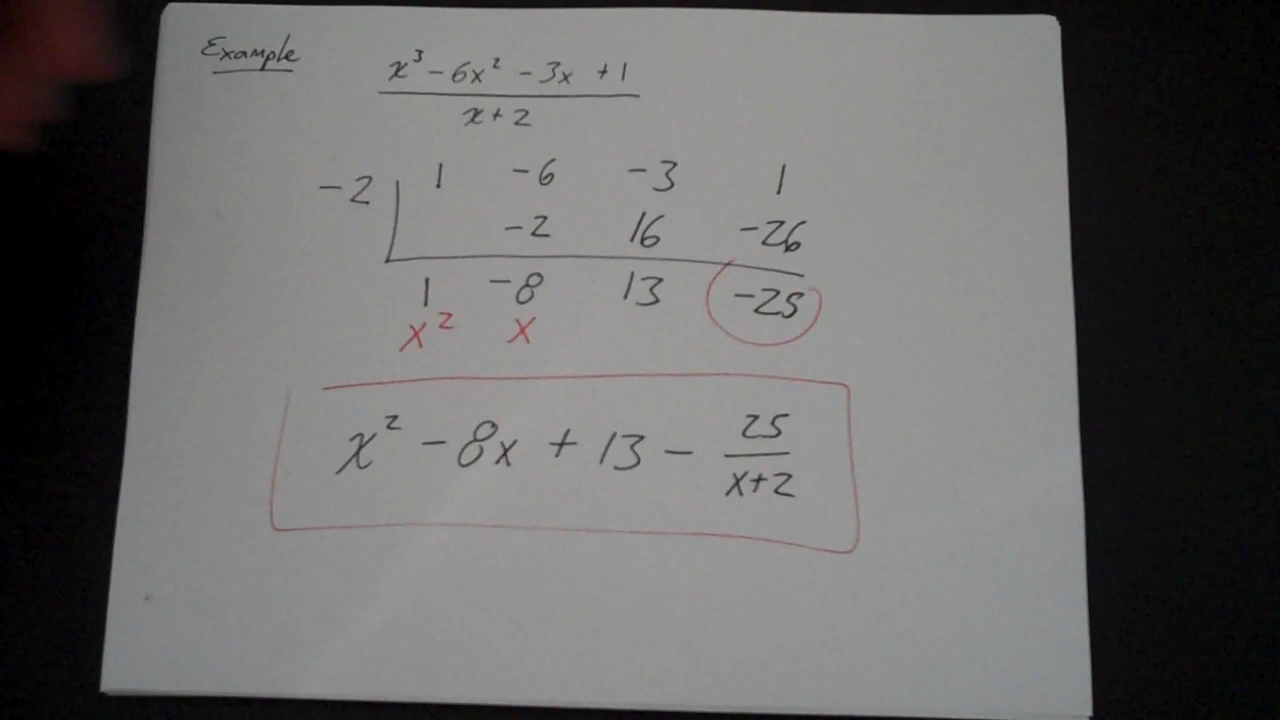 Example
x³ - 6x² - 3x + 1
x + 2
-2 1 -6 -3 1
-2 16 -26
1 -8 13 -25
x² x
x² - 8x + 13 - 25
x+2